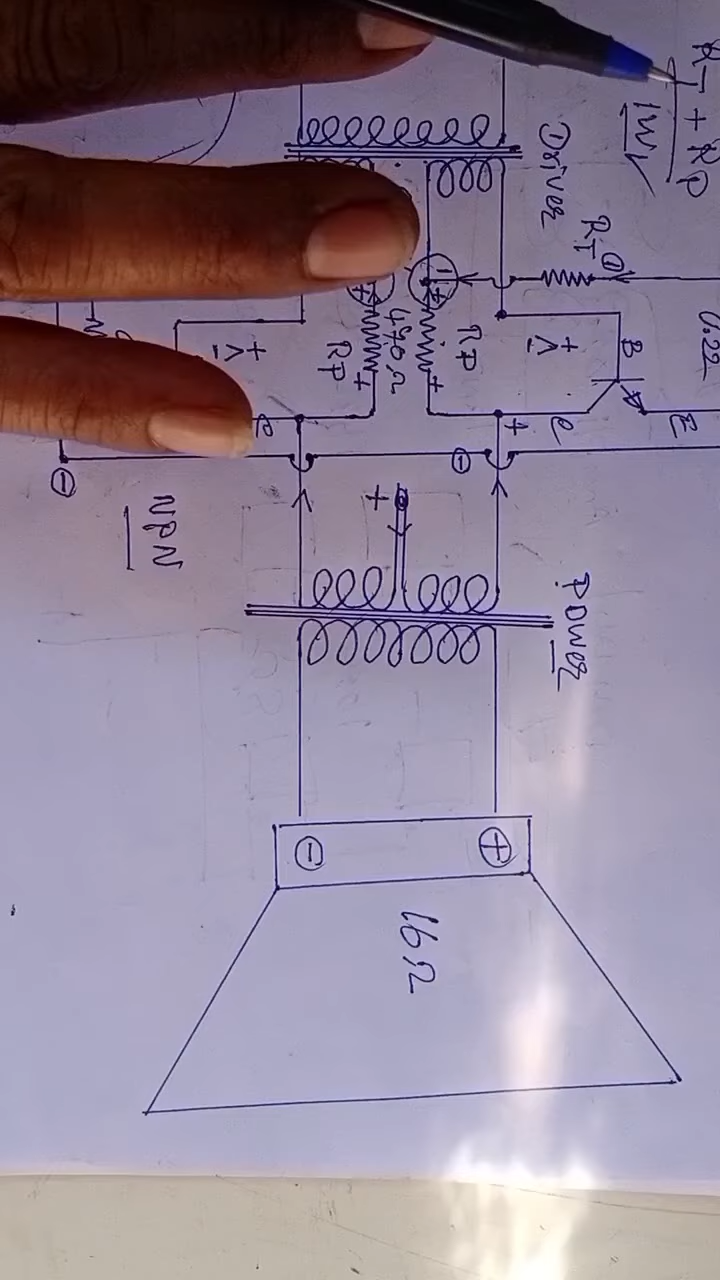 RT + RP
1W
Driver
RT
0.22
B
+
V
E
RP
+
e
+
470Ω
RP
+
+
V
e
⊖
⊖
NPN
+
Power
⊖
⊕
16Ω